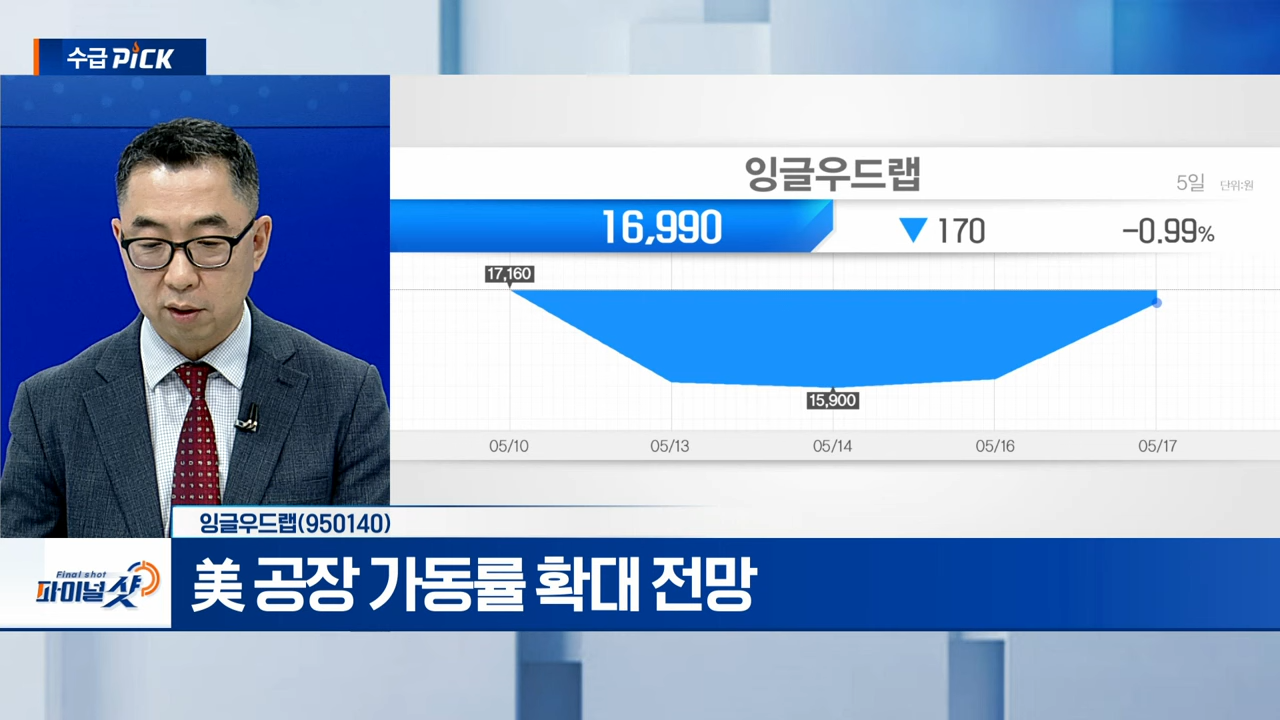 수급 PICK
잉글우드랩
5일 단위:원
16,990 ▼ 170 -0.99%
17,160
15,900
05/10 05/13 05/14 05/16 05/17
잉글우드랩(950140)
Final shot
파이널샷
美 공장 가동률 확대 전망